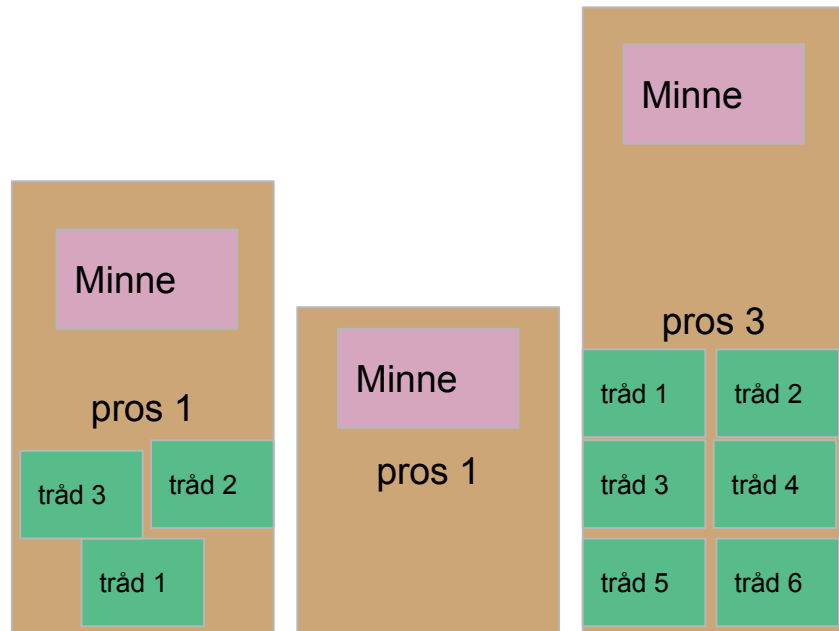 Minne
pros 1
tråd 3
tråd 2
tråd 1
Minne
pros 1
Minne
pros 3
tråd 1
tråd 2
tråd 3
tråd 4
tråd 5
tråd 6